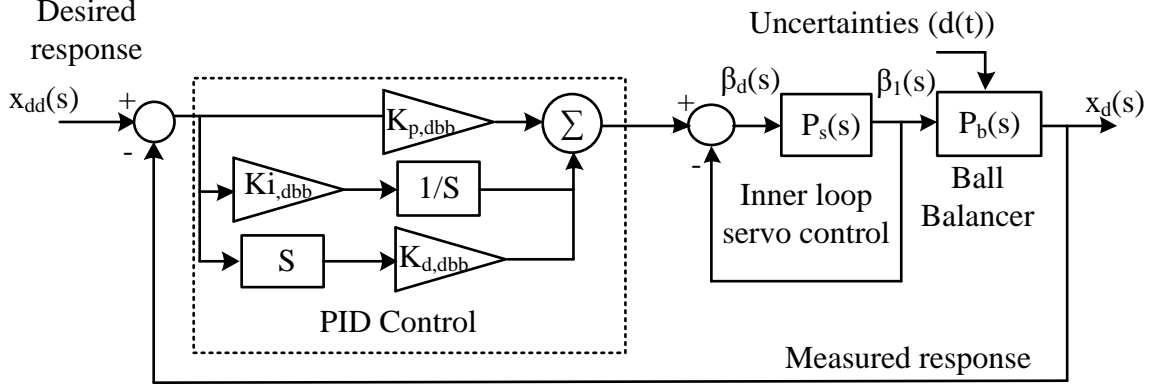 Desired
response
Uncertainties (d(t))
x_dd(s)
+
-
K_p,dbb
∑
+
-
β_d(s)
P_s(s)
β_1(s)
P_b(s)
x_d(s)
Ki_,dbb
1/S
Inner loop
servo control
Ball
Balancer
S
K_d,dbb
PID Control
Measured response